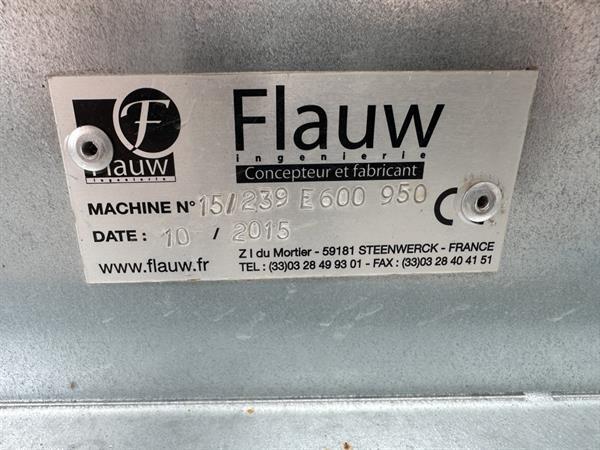 F
Flauw
ingenierie
Flauw
ingenierie
Concepteur et fabricant
MACHINE N° 15/239 E600 950
DATE : 10 / 2015
Z I du Mortier - 59181 STEENWERCK - FRANCE
www.flauw.fr
TEL : (33)03 28 49 93 01 - FAX : (33)03 28 40 41 51